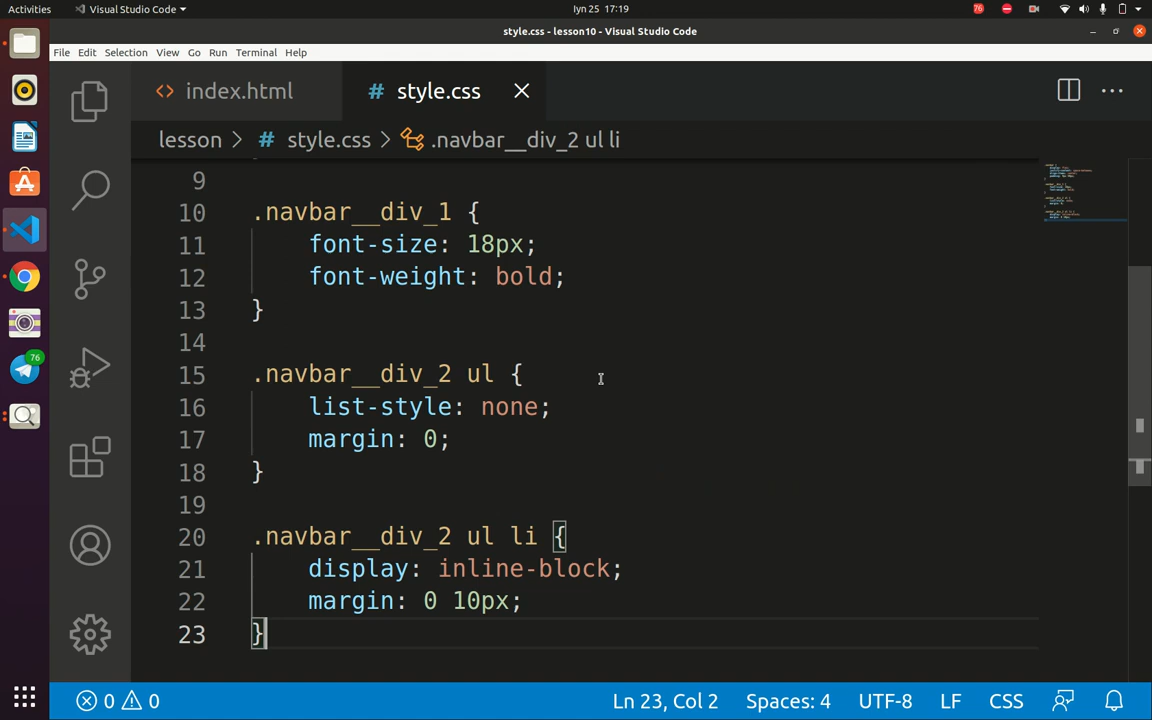 Activities
Visual Studio Code
Iyn 25 17:19
76
style.css - lesson10 - Visual Studio Code
File Edit Selection View Go Run Terminal Help
index.html
# style.css
lesson > # style.css > .navbar__div_2 ul li
9
10 .navbar__div_1 {
11 font-size: 18px;
12 font-weight: bold;
13 }
14
15 .navbar__div_2 ul {
16 list-style: none;
17 margin: 0;
18 }
19
20 .navbar__div_2 ul li {
21 display: inline-block;
22 margin: 0 10px;
23 }
76
0 0
Ln 23, Col 2 Spaces: 4 UTF-8 LF CSS